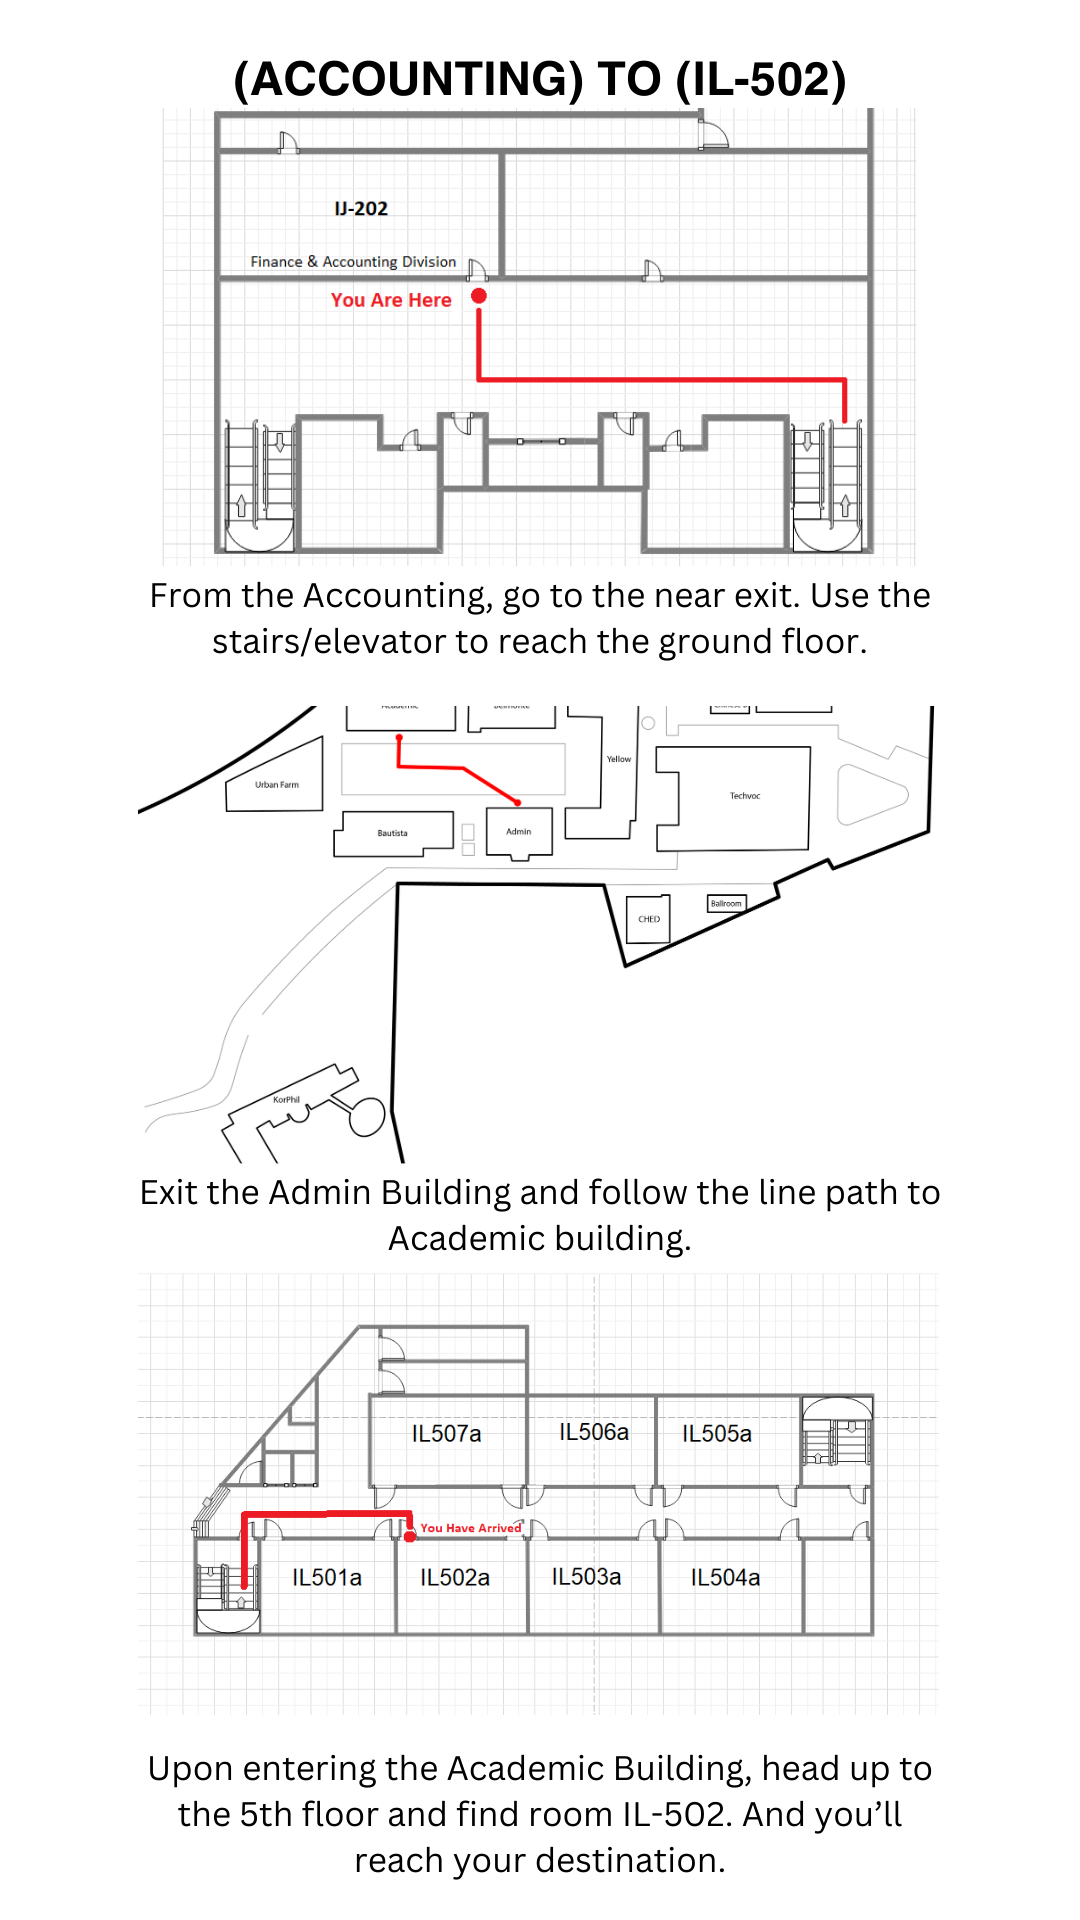 (ACCOUNTING) TO (IL-502)
IJ-202
Finance & Accounting Division
You Are Here
From the Accounting, go to the near exit. Use the
stairs/elevator to reach the ground floor.
Academic
Belmonte
Urban Farm
Yellow
Techvoc
Bautista
Admin
CHED
Ballroom
KorPhil
Exit the Admin Building and follow the line path to
Academic building.
IL507a
IL506a
IL505a
You Have Arrived
IL501a
IL502a
IL503a
IL504a
Upon entering the Academic Building, head up to
the 5th floor and find room IL-502. And you’ll
reach your destination.